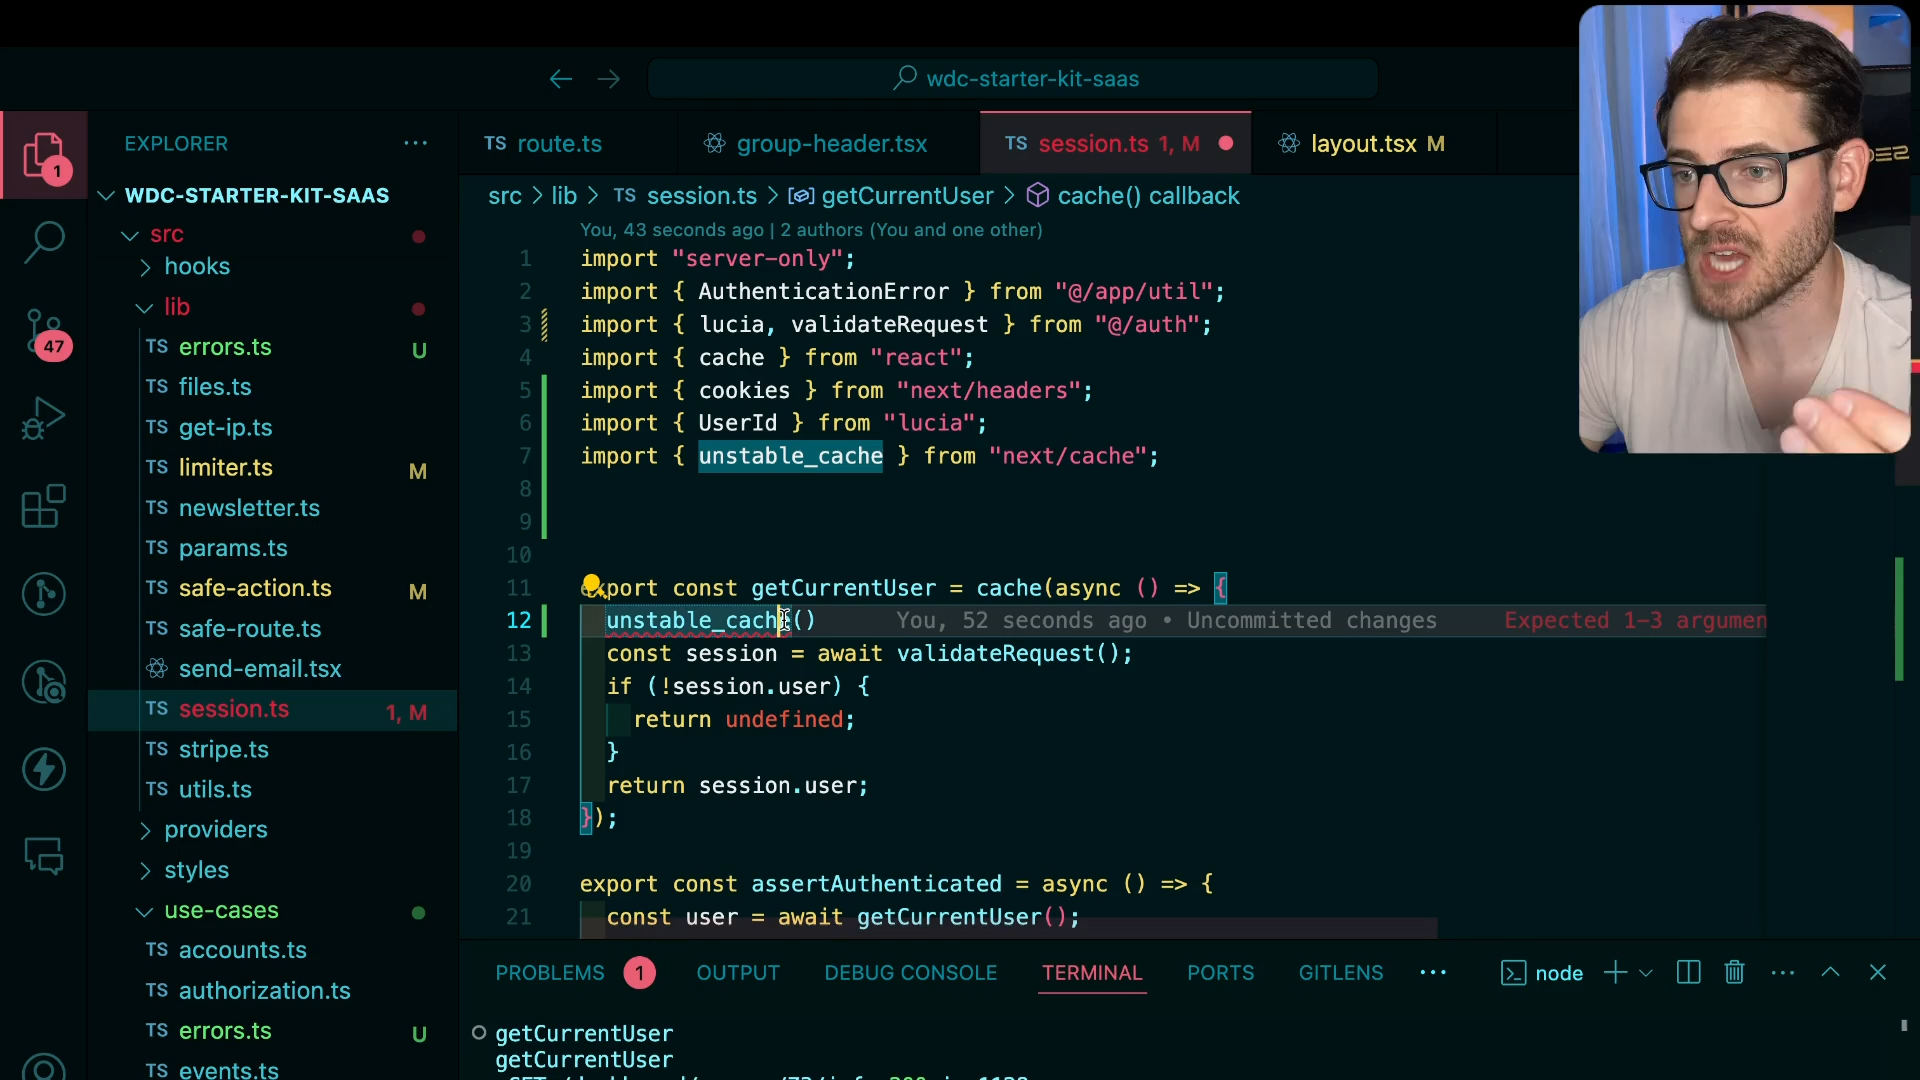 wdc-starter-kit-saas
1
EXPLORER
TS route.ts
group-header.tsx
TS session.ts 1, M
layout.tsx M
WDC-STARTER-KIT-SAAS
src > lib > TS session.ts > getCurrentUser > cache() callback
src
hooks
lib
TS errors.ts U
TS files.ts
TS get-ip.ts
47
TS limiter.ts M
TS newsletter.ts
TS params.ts
TS safe-action.ts M
TS safe-route.ts
send-email.tsx
TS session.ts 1, M
TS stripe.ts
TS utils.ts
providers
styles
use-cases
TS accounts.ts
TS authorization.ts
TS errors.ts U
TS events.ts
You, 43 seconds ago | 2 authors (You and one other)
1 import "server-only";
2 import { AuthenticationError } from "@/app/util";
3 import { lucia, validateRequest } from "@/auth";
4 import { cache } from "react";
5 import { cookies } from "next/headers";
6 import { UserId } from "lucia";
7 import { unstable_cache } from "next/cache";
8
9
10
11 export const getCurrentUser = cache(async () => {
12 unstable_cache() You, 52 seconds ago • Uncommitted changes Expected 1-3 argumen
13 const session = await validateRequest();
14 if (!session.user) {
15 return undefined;
16 }
17 return session.user;
18 });
19
20 export const assertAuthenticated = async () => {
21 const user = await getCurrentUser();
PROBLEMS 1 OUTPUT DEBUG CONSOLE TERMINAL PORTS GITLENS node
getCurrentUser
getCurrentUser